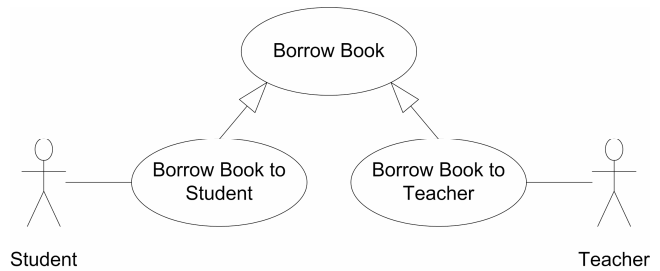 Borrow Book
Borrow Book to
Student
Borrow Book to
Teacher
Student
Teacher